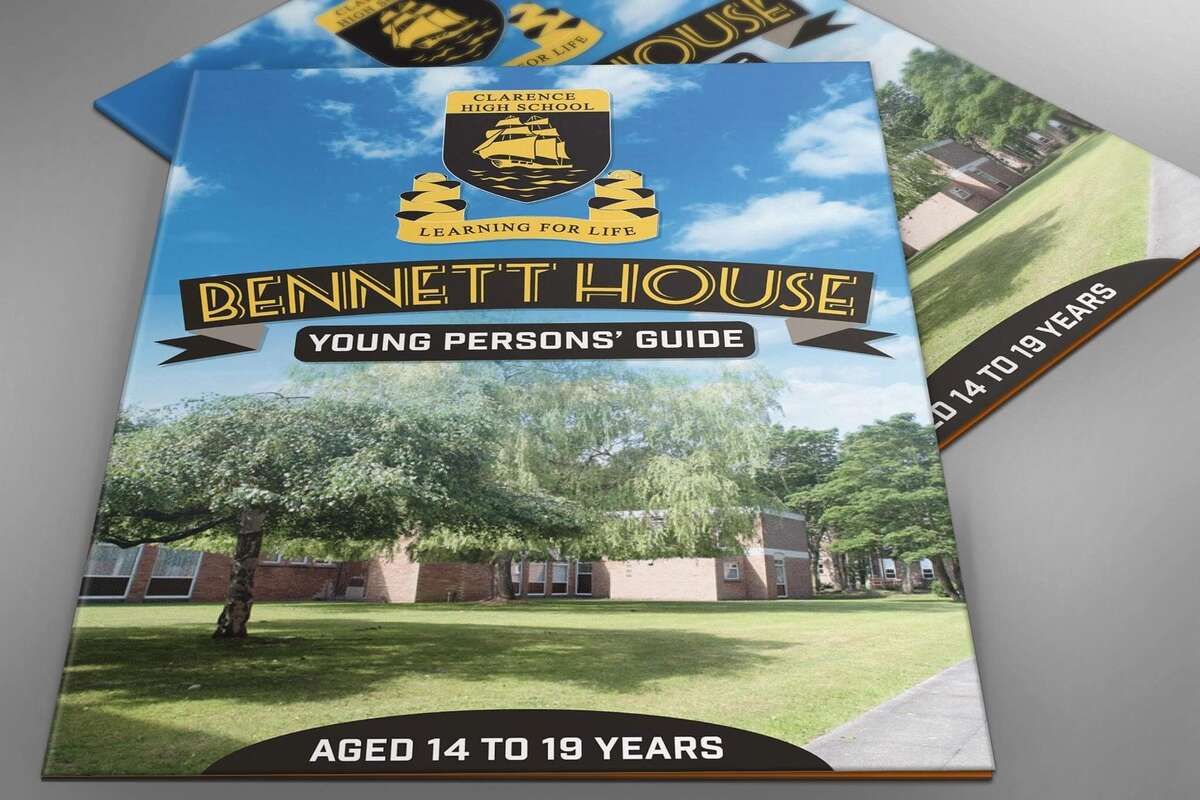 CLARENCE
HIGH SCHOOL
LEARNING FOR LIFE
BENNETT HOUSE
YOUNG PERSONS' GUIDE
AGED 14 TO 19 YEARS
FOR LIFE
HOUSE
14 TO 19 YEARS